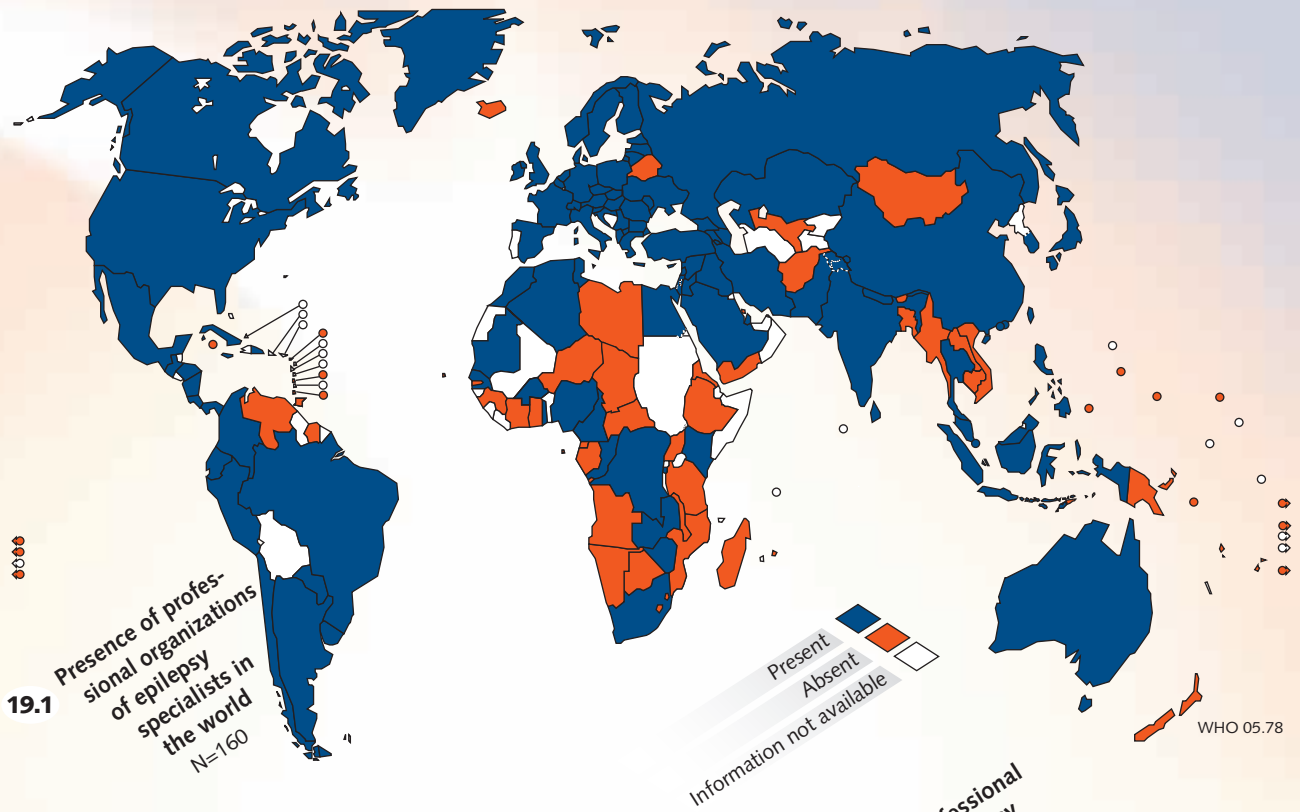 Presence of profes-
sional organizations
of epilepsy
specialists in
the world
N=160
19.1
Present
Absent
Information not available
WHO 05.78